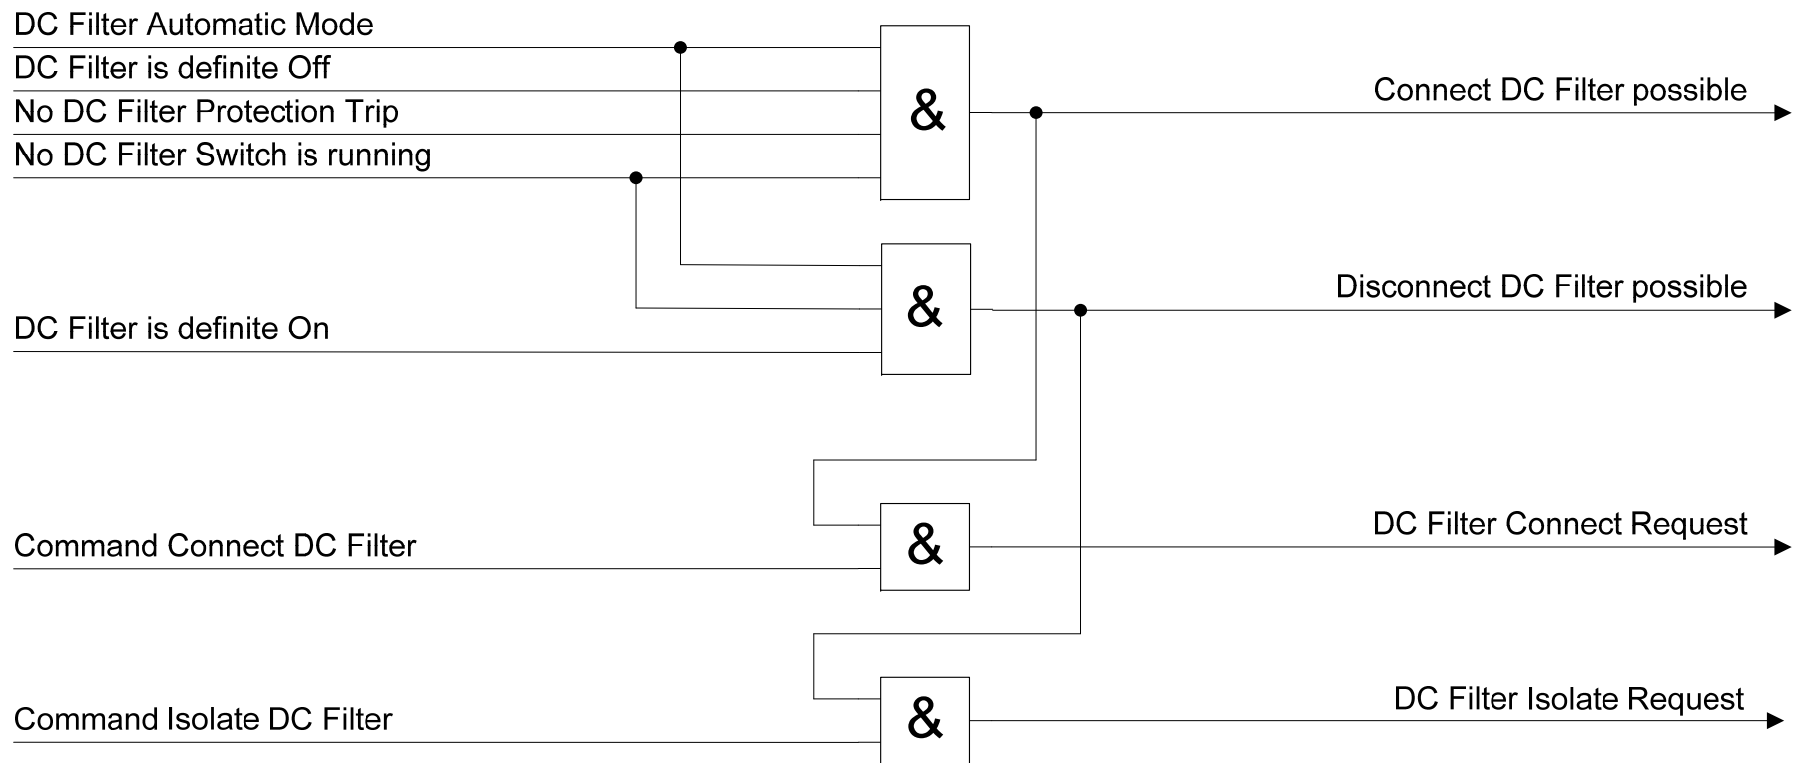 DC Filter Automatic Mode
DC Filter is definite Off
No DC Filter Protection Trip
No DC Filter Switch is running
&
Connect DC Filter possible
DC Filter is definite On
&
Disconnect DC Filter possible
Command Connect DC Filter
&
DC Filter Connect Request
Command Isolate DC Filter
&
DC Filter Isolate Request